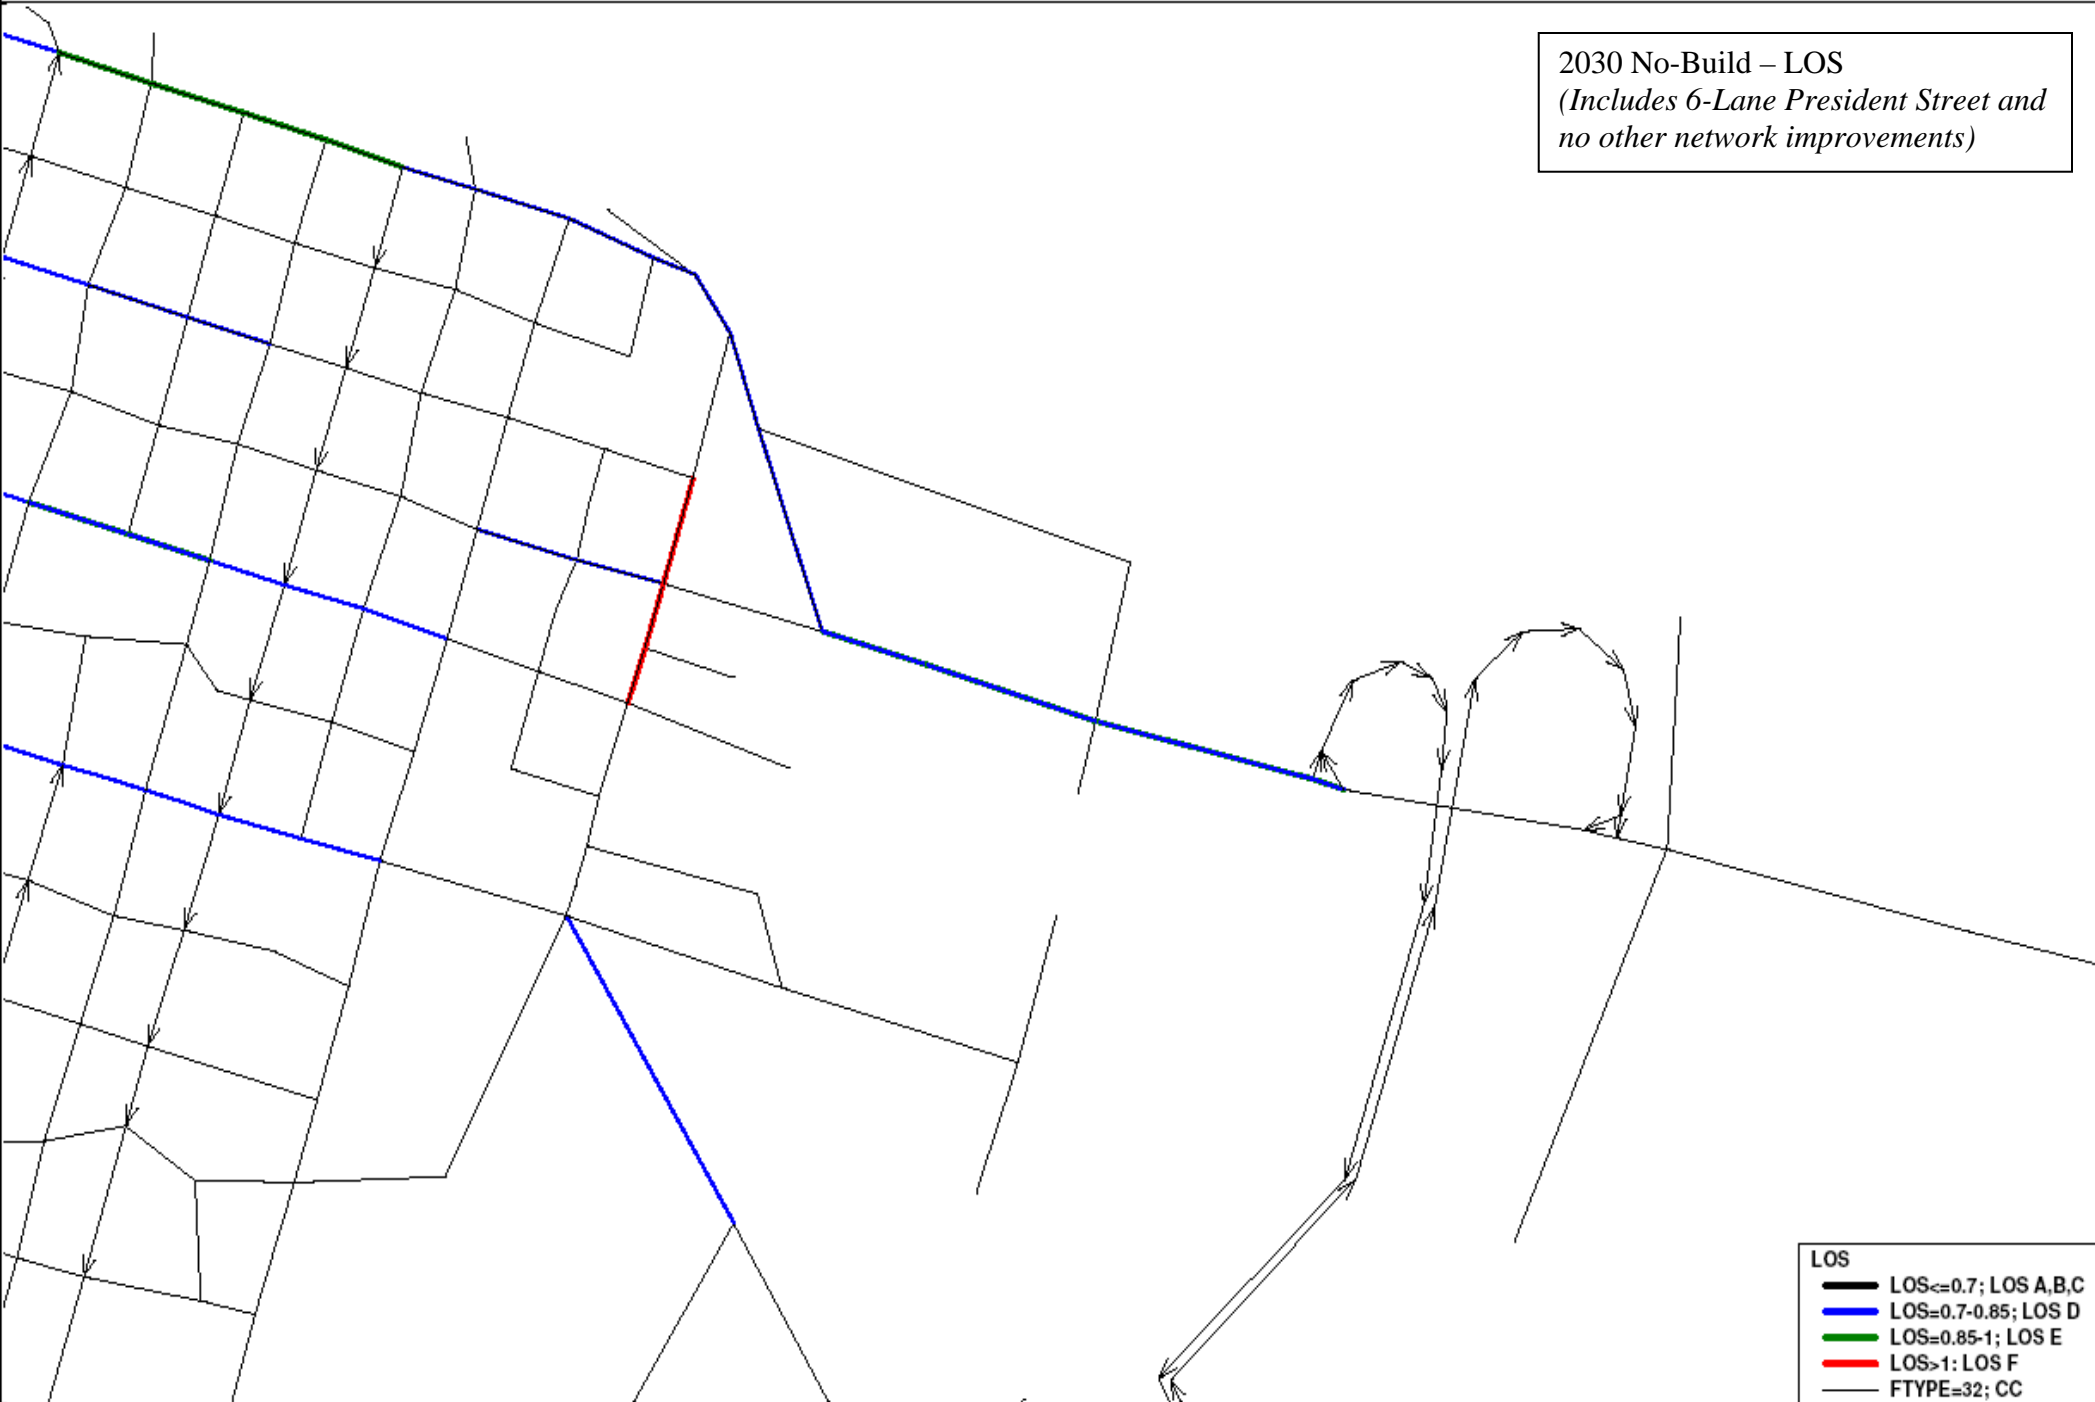 2030 No-Build – LOS
(Includes 6-Lane President Street and
no other network improvements)
LOS
LOS<=0.7; LOS A,B,C
LOS=0.7-0.85; LOS D
LOS=0.85-1; LOS E
LOS>1: LOS F
FTYPE=32; CC